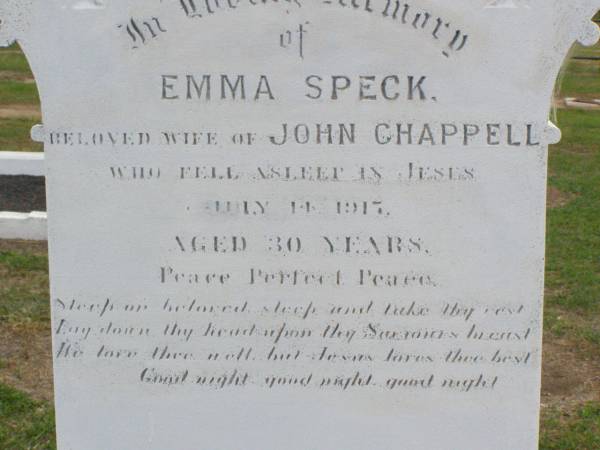 In Loving Memory
of
EMMA SPECK,
BELOVED WIFE OF JOHN CHAPPELL
WHO FELL ASLEEP IN JESUS
JULY 14 1917,
AGED 30 YEARS.
Peace Perfect Peace.
Sleep on beloved sleep and take thy rest
Lay down thy head upon thy Saviours breast
We love thee well but Jesus loves thee best
Good night good night good night